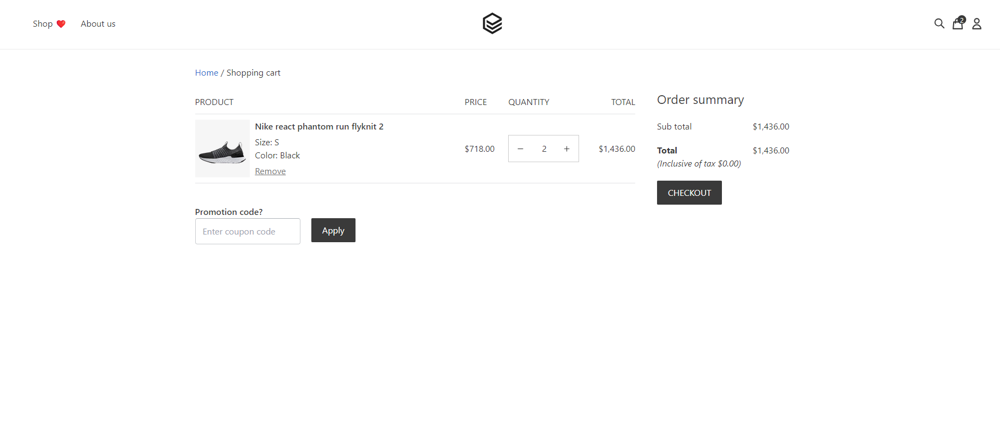 Shop ❤️ About us
2
Home / Shopping cart
PRODUCT PRICE QUANTITY TOTAL
Nike react phantom run flyknit 2
Size: S
Color: Black
Remove
$718.00 − 2 + $1,436.00
Promotion code?
Enter coupon code
Apply
Order summary
Sub total $1,436.00
Total $1,436.00
(Inclusive of tax $0.00)
CHECKOUT